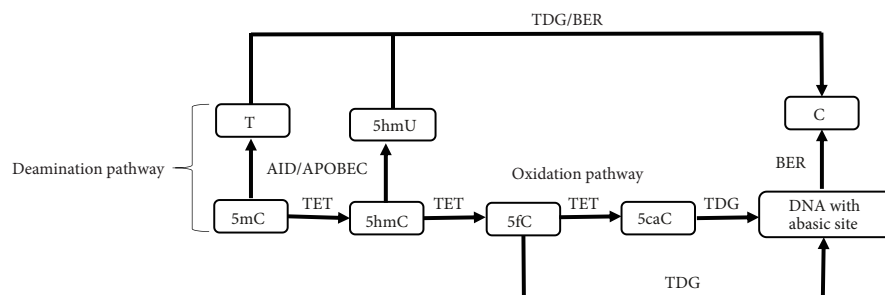 TDG/BER
T
5hmU
C
Deamination pathway
AID/APOBEC
Oxidation pathway
BER
5mC
TET
5hmC
TET
5fC
TET
5caC
TDG
DNA with
abasic site
TDG